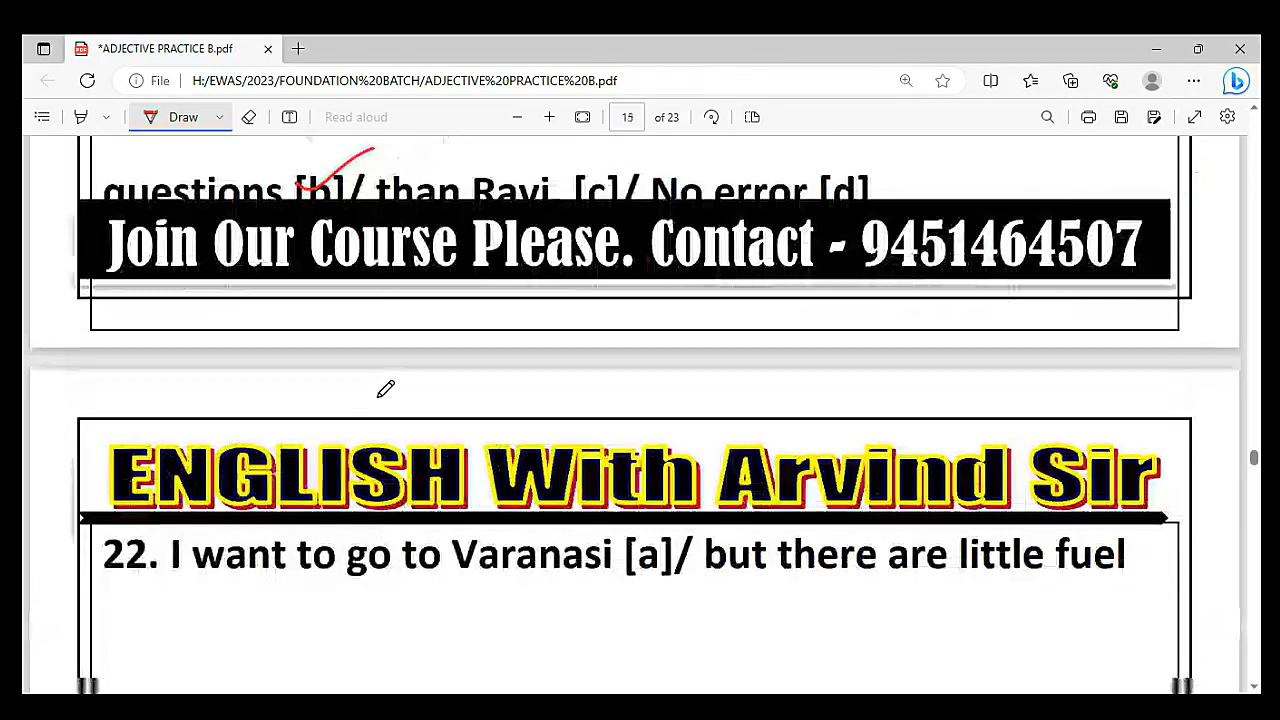 *ADJECTIVE PRACTICE B.pdf
File H:/EWAS/2023/FOUNDATION%20BATCH/ADJECTIVE%20PRACTICE%20B.pdf
Draw Read aloud 15 of 23
questions [b]/ than Ravi. [c]/ No error [d]
Join Our Course Please. Contact - 9451464507
ENGLISH With Arvind Sir
22. I want to go to Varanasi [a]/ but there are little fuel